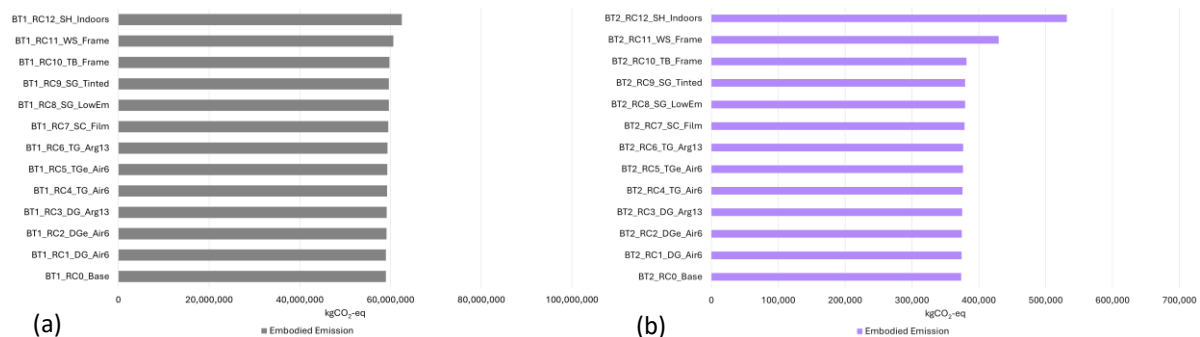 BT1_RC12_SH_Indoors
BT1_RC11_WS_Frame
BT1_RC10_TB_Frame
BT1_RC9_SG_Tinted
BT1_RC8_SG_LowEm
BT1_RC7_SC_Film
BT1_RC6_TG_Arg13
BT1_RC5_TGe_Air6
BT1_RC4_TG_Air6
BT1_RC3_DG_Arg13
BT1_RC2_DGe_Air6
BT1_RC1_DG_Air6
BT1_RC0_Base
0 20,000,000 40,000,000 60,000,000 80,000,000 100,000,000
kgCO₂-eq
(a)
Embodied Emission
BT2_RC12_SH_Indoors
BT2_RC11_WS_Frame
BT2_RC10_TB_Frame
BT2_RC9_SG_Tinted
BT2_RC8_SG_LowEm
BT2_RC7_SC_Film
BT2_RC6_TG_Arg13
BT2_RC5_TGe_Air6
BT2_RC4_TG_Air6
BT2_RC3_DG_Arg13
BT2_RC2_DGe_Air6
BT2_RC1_DG_Air6
BT2_RC0_Base
0 100,000 200,000 300,000 400,000 500,000 600,000 700,000
kgCO₂-eq
(b)
Embodied Emission